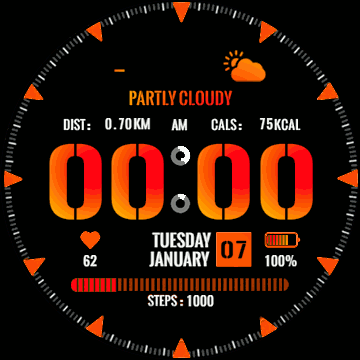 –
PARTLY CLOUDY
DIST: 0.70KM AM CALS: 75KCAL
00:00
TUESDAY
JANUARY 07
62 100%
STEPS : 1000